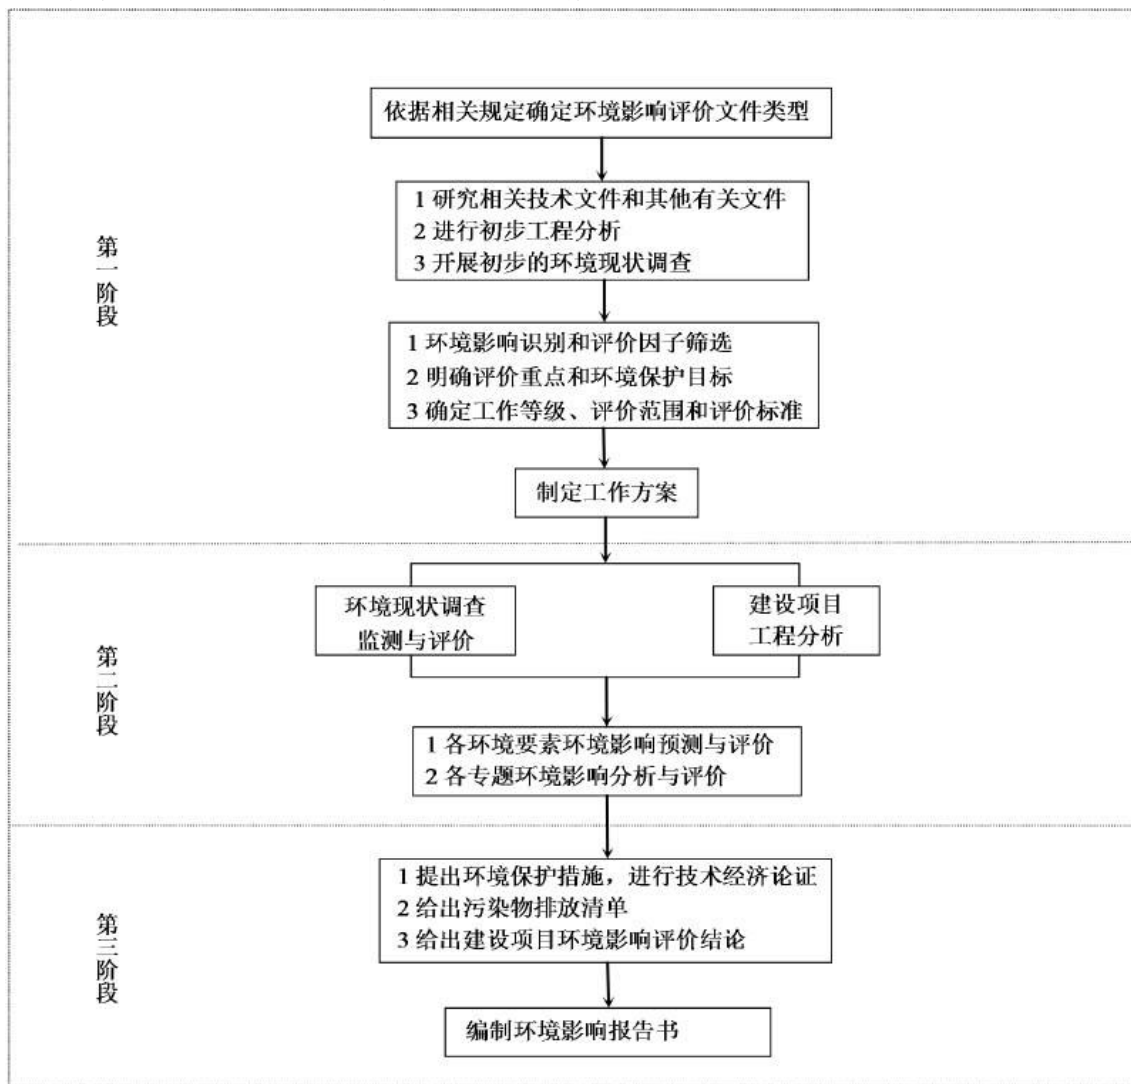 依据相关规定确定环境影响评价文件类型
1 研究相关技术文件和其他有关文件
2 进行初步工程分析
3 开展初步的环境现状调查
第一阶段
1 环境影响识别和评价因子筛选
2 明确评价重点和环境保护目标
3 确定工作等级、评价范围和评价标准
制定工作方案
环境现状调查
监测与评价
建设项目
工程分析
第二阶段
1 各环境要素环境影响预测与评价
2 各专题环境影响分析与评价
1 提出环境保护措施，进行技术经济论证
2 给出污染物排放清单
3 给出建设项目环境影响评价结论
第三阶段
编制环境影响报告书